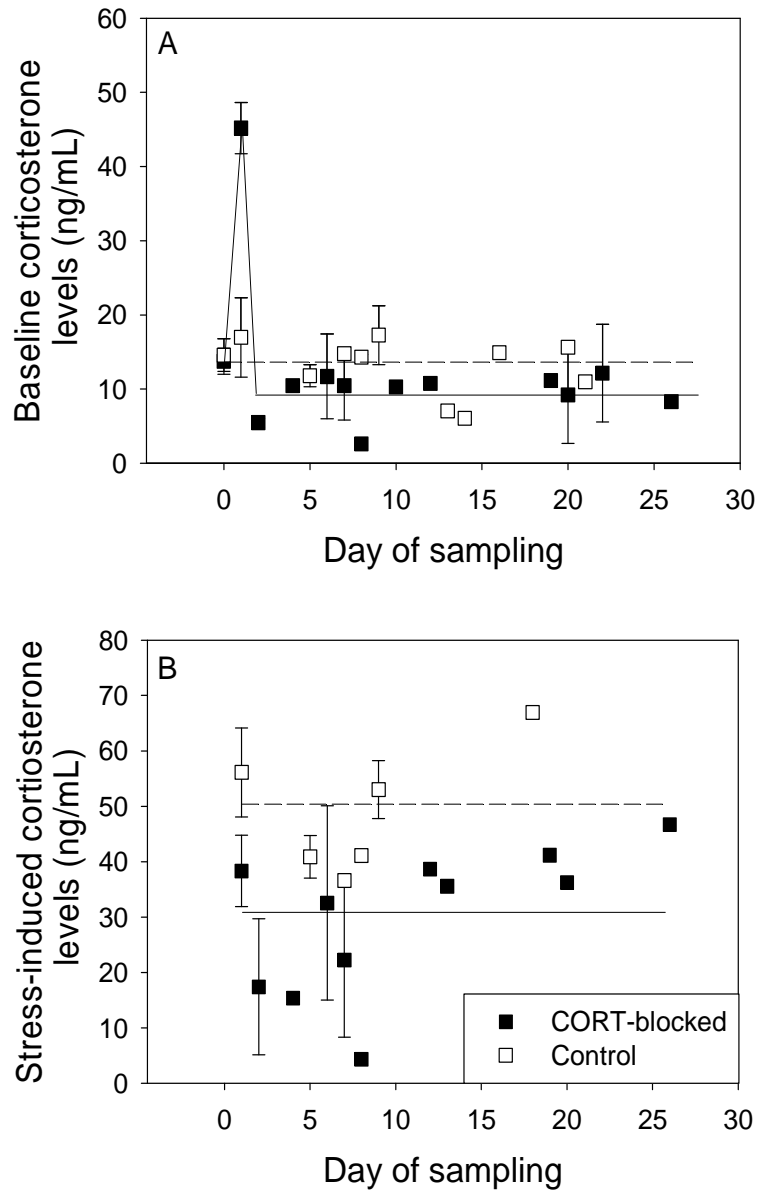 A
Baseline corticosterone
levels (ng/mL)
60
50
40
30
20
10
0
0 5 10 15 20 25 30
Day of sampling
B
Stress-induced cortiosterone
levels (ng/mL)
80
70
60
50
40
30
20
10
0
CORT-blocked
Control
0 5 10 15 20 25 30
Day of sampling